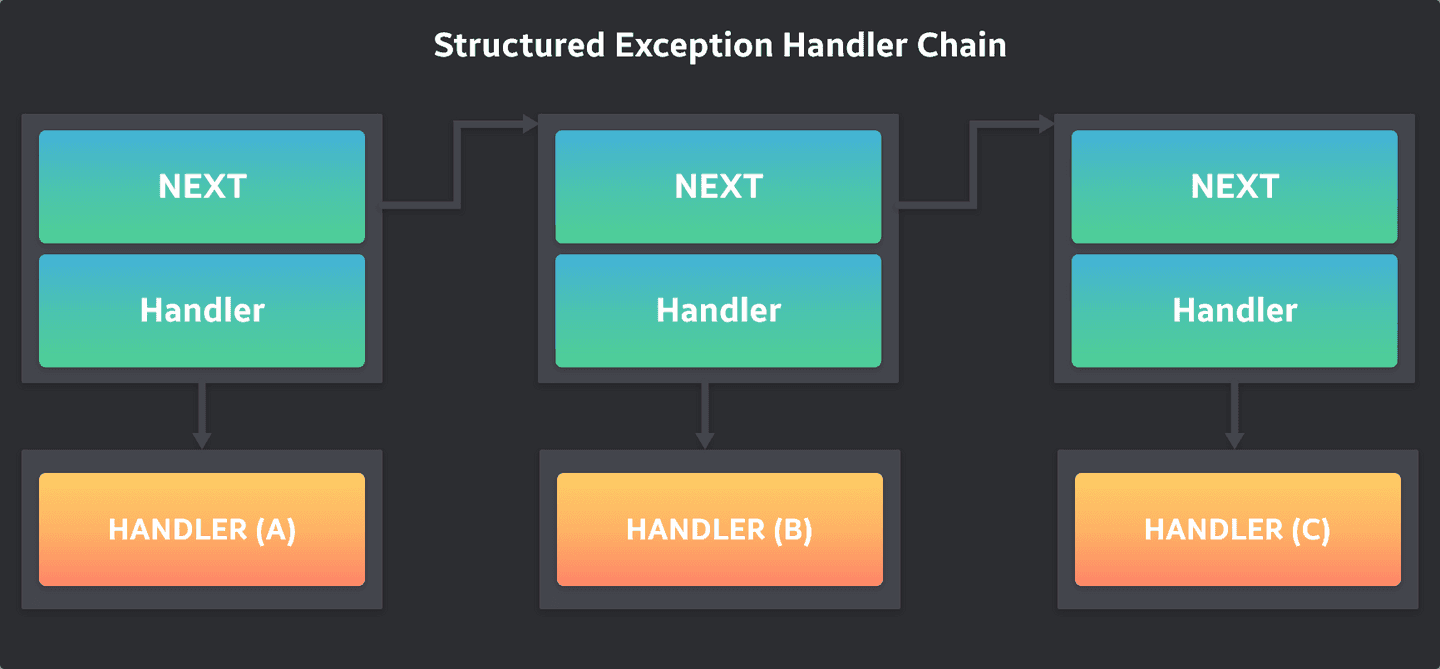 Structured Exception Handler Chain
NEXT
NEXT
NEXT
Handler
Handler
Handler
HANDLER (A)
HANDLER (B)
HANDLER (C)